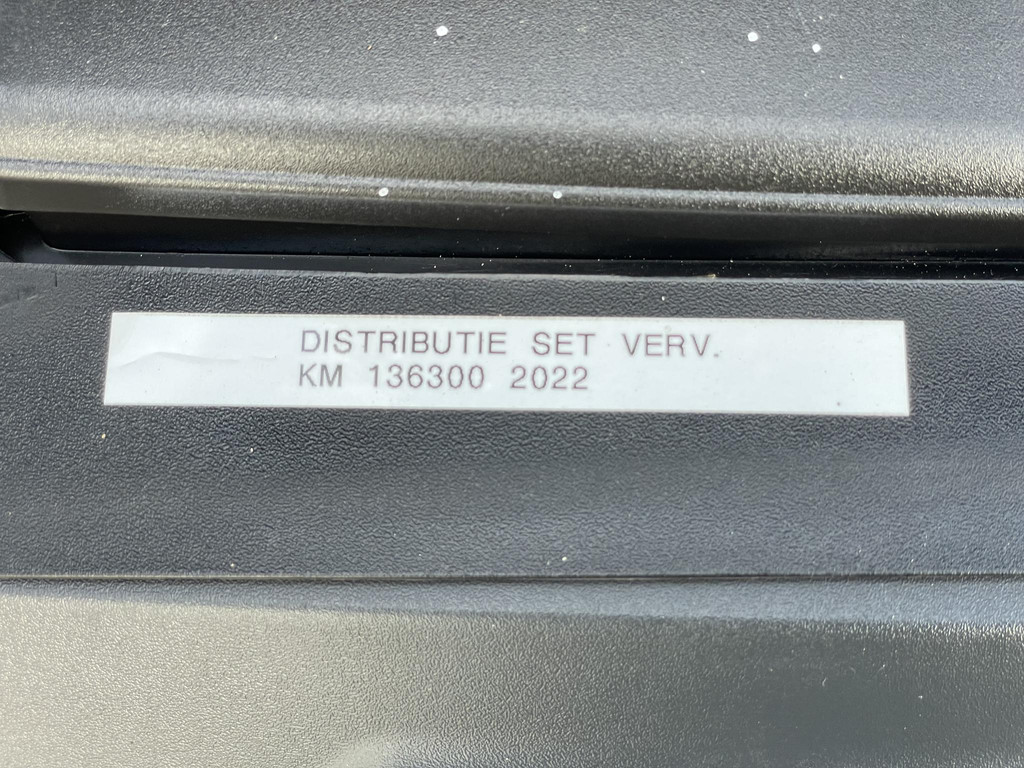 DISTRIBUTIE SET VERV.
KM 136300 2022